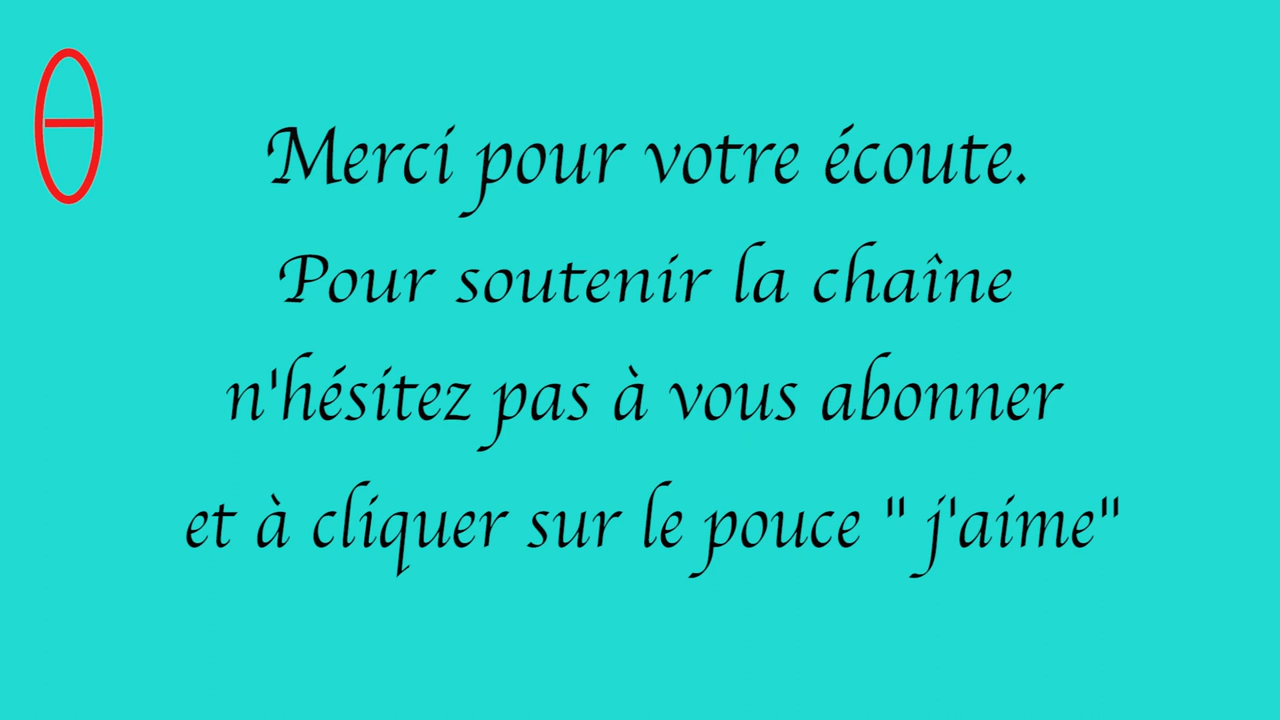 θ
Merci pour votre écoute.
Pour soutenir la chaîne
n'hésitez pas à vous abonner
et à cliquer sur le pouce " j'aime"